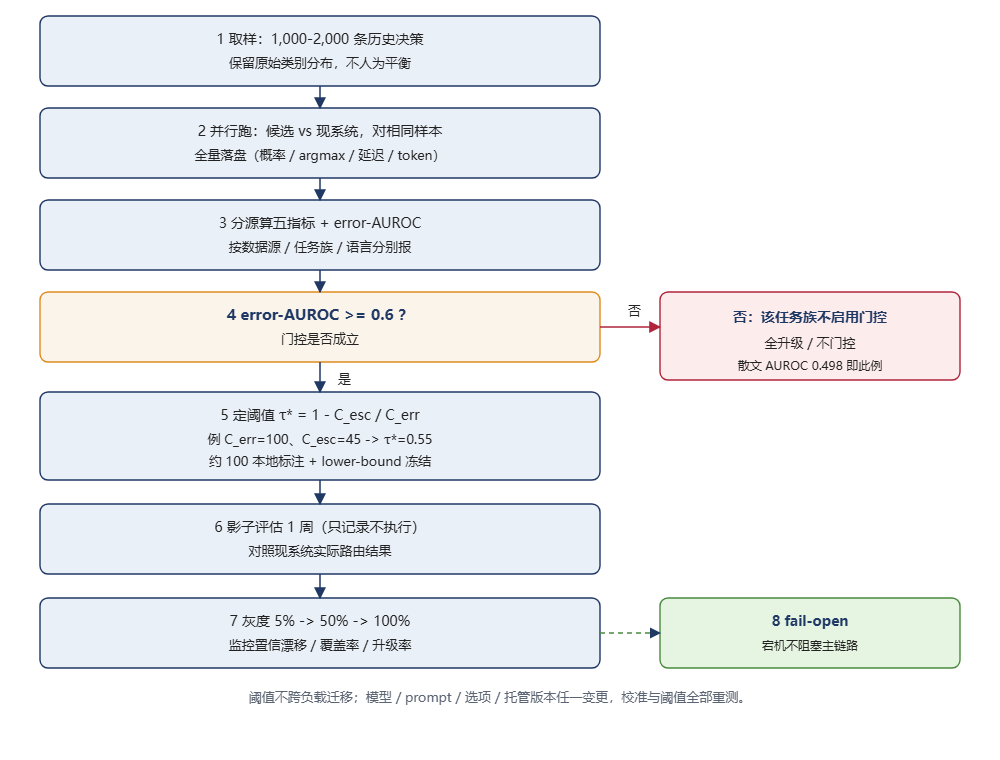 1 取样：1,000-2,000 条历史决策
保留原始类别分布，不人为平衡
2 并行跑：候选 vs 现系统，对相同样本
全量落盘（概率 / argmax / 延迟 / token）
3 分源算五指标 + error-AUROC
按数据源 / 任务族 / 语言分别报
4 error-AUROC >= 0.6 ?
门控是否成立
否
否：该任务族不启用门控
全升级 / 不门控
散文 AUROC 0.498 即此例
是
5 定阈值 τ* = 1 - C_esc / C_err
例 C_err=100、C_esc=45 -> τ*=0.55
约 100 本地标注 + lower-bound 冻结
6 影子评估 1 周（只记录不执行）
对照现系统实际路由结果
7 灰度 5% -> 50% -> 100%
监控置信漂移 / 覆盖率 / 升级率
8 fail-open
宕机不阻塞主链路
阈值不跨负载迁移；模型 / prompt / 选项 / 托管版本任一变更，校准与阈值全部重测。